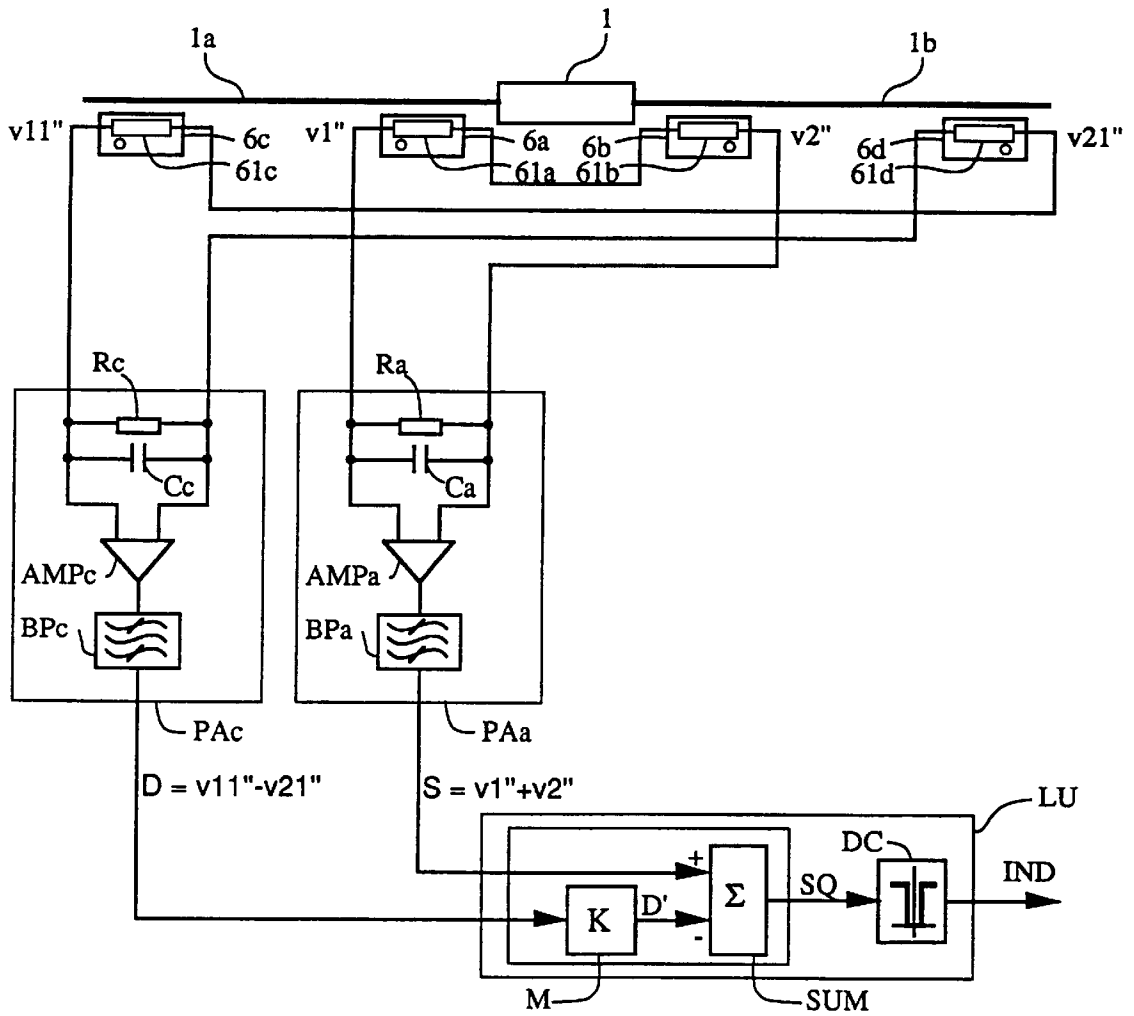 1
1a
1b
v11"
6c
61c
v1"
6a
61a
6b
61b
v2"
6d
61d
v21"
Rc
Ra
Cc
Ca
AMPc
AMPa
BPc
BPa
PAc
PAa
D = v11"-v21"
S = v1"+v2"
LU
DC
IND
+
Σ
SQ
K
D'
-
M
SUM